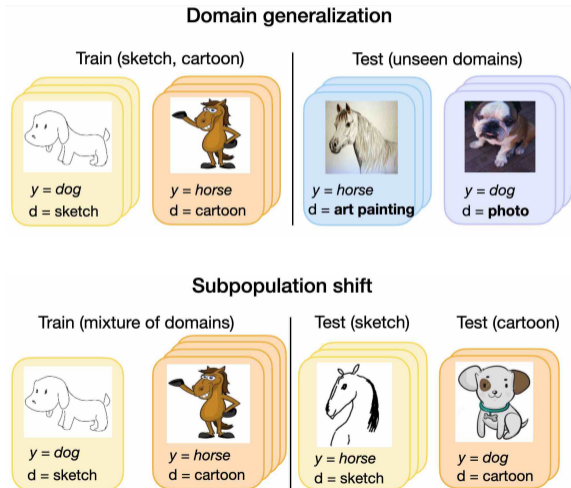 Domain generalization
Train (sketch, cartoon)
Test (unseen domains)
y = dog
d = sketch
y = horse
d = cartoon
y = horse
d = art painting
y = dog
d = photo
Subpopulation shift
Train (mixture of domains)
Test (sketch)
Test (cartoon)
y = dog
d = sketch
y = horse
d = cartoon
y = horse
d = sketch
y = dog
d = cartoon